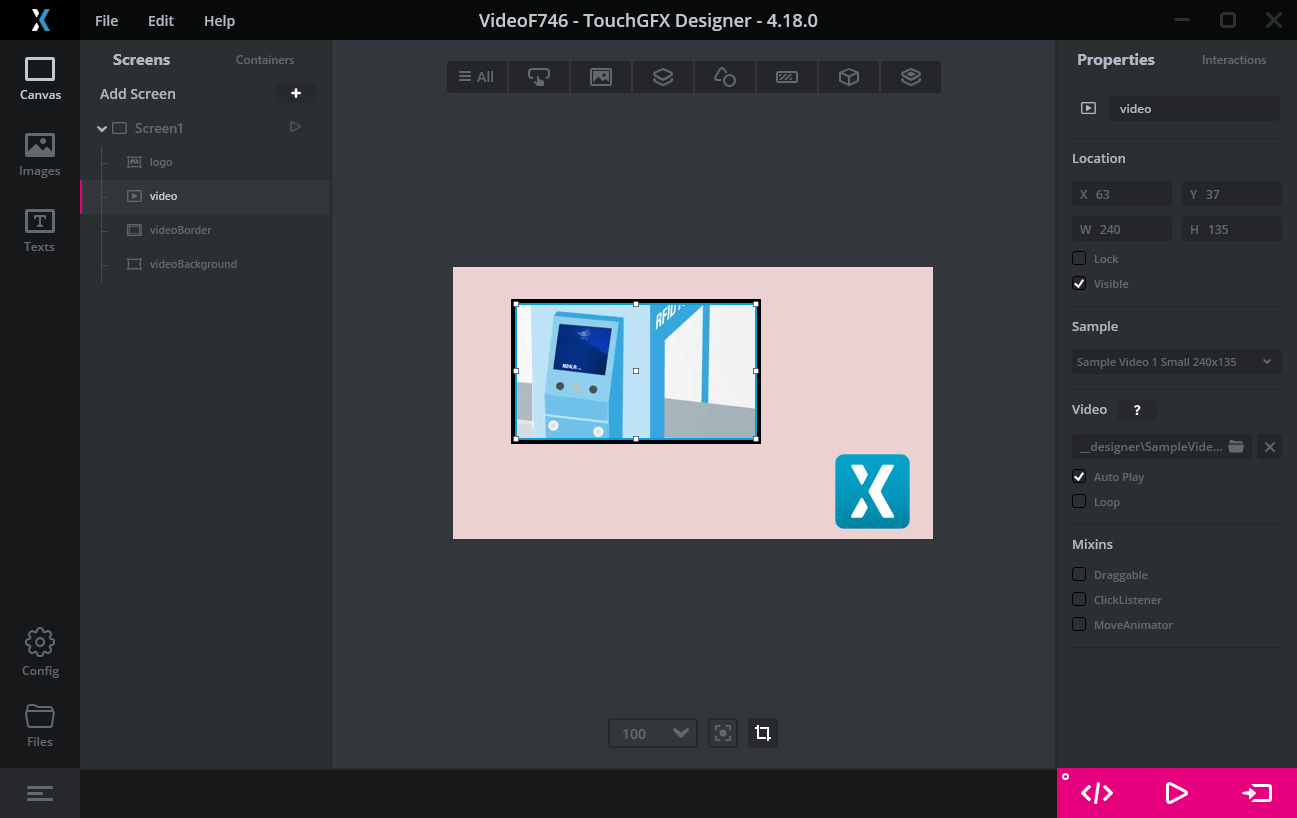 File Edit Help
VideoF746 - TouchGFX Designer - 4.18.0
Canvas
Images
Texts
Config
Files
Screens Containers
Add Screen +
Screen1
logo
video
videoBorder
videoBackground
All
RFID
100
Properties Interactions
video
Location
X 63 Y 37
W 240 H 135
Lock
Visible
Sample
Sample Video 1 Small 240x135
Video ?
__designer\SampleVide...
Auto Play
Loop
Mixins
Draggable
ClickListener
MoveAnimator